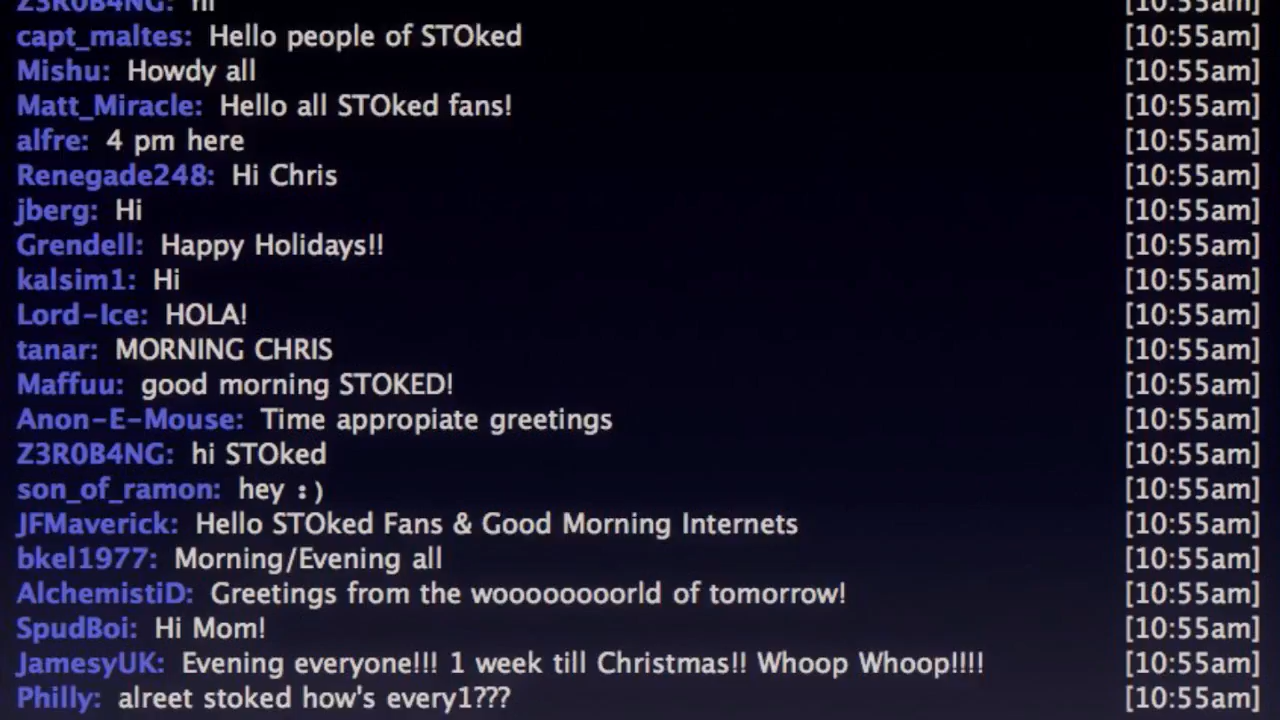 Z3R0B4NG: hi [10:55am]
capt_maltes: Hello people of STOked [10:55am]
Mishu: Howdy all [10:55am]
Matt_Miracle: Hello all STOked fans! [10:55am]
alfre: 4 pm here [10:55am]
Renegade248: Hi Chris [10:55am]
jberg: Hi [10:55am]
Grendell: Happy Holidays!! [10:55am]
kalsim1: Hi [10:55am]
Lord-Ice: HOLA! [10:55am]
tanar: MORNING CHRIS [10:55am]
Maffuu: good morning STOKED! [10:55am]
Anon-E-Mouse: Time appropiate greetings [10:55am]
Z3R0B4NG: hi STOked [10:55am]
son_of_ramon: hey :) [10:55am]
JFMaverick: Hello STOked Fans & Good Morning Internets [10:55am]
bkel1977: Morning/Evening all [10:55am]
AlchemistiD: Greetings from the woooooooorld of tomorrow! [10:55am]
SpudBoi: Hi Mom! [10:55am]
JamesyUK: Evening everyone!!! 1 week till Christmas!! Whoop Whoop!!!! [10:55am]
Philly: alreet stoked how's every1??? [10:55am]